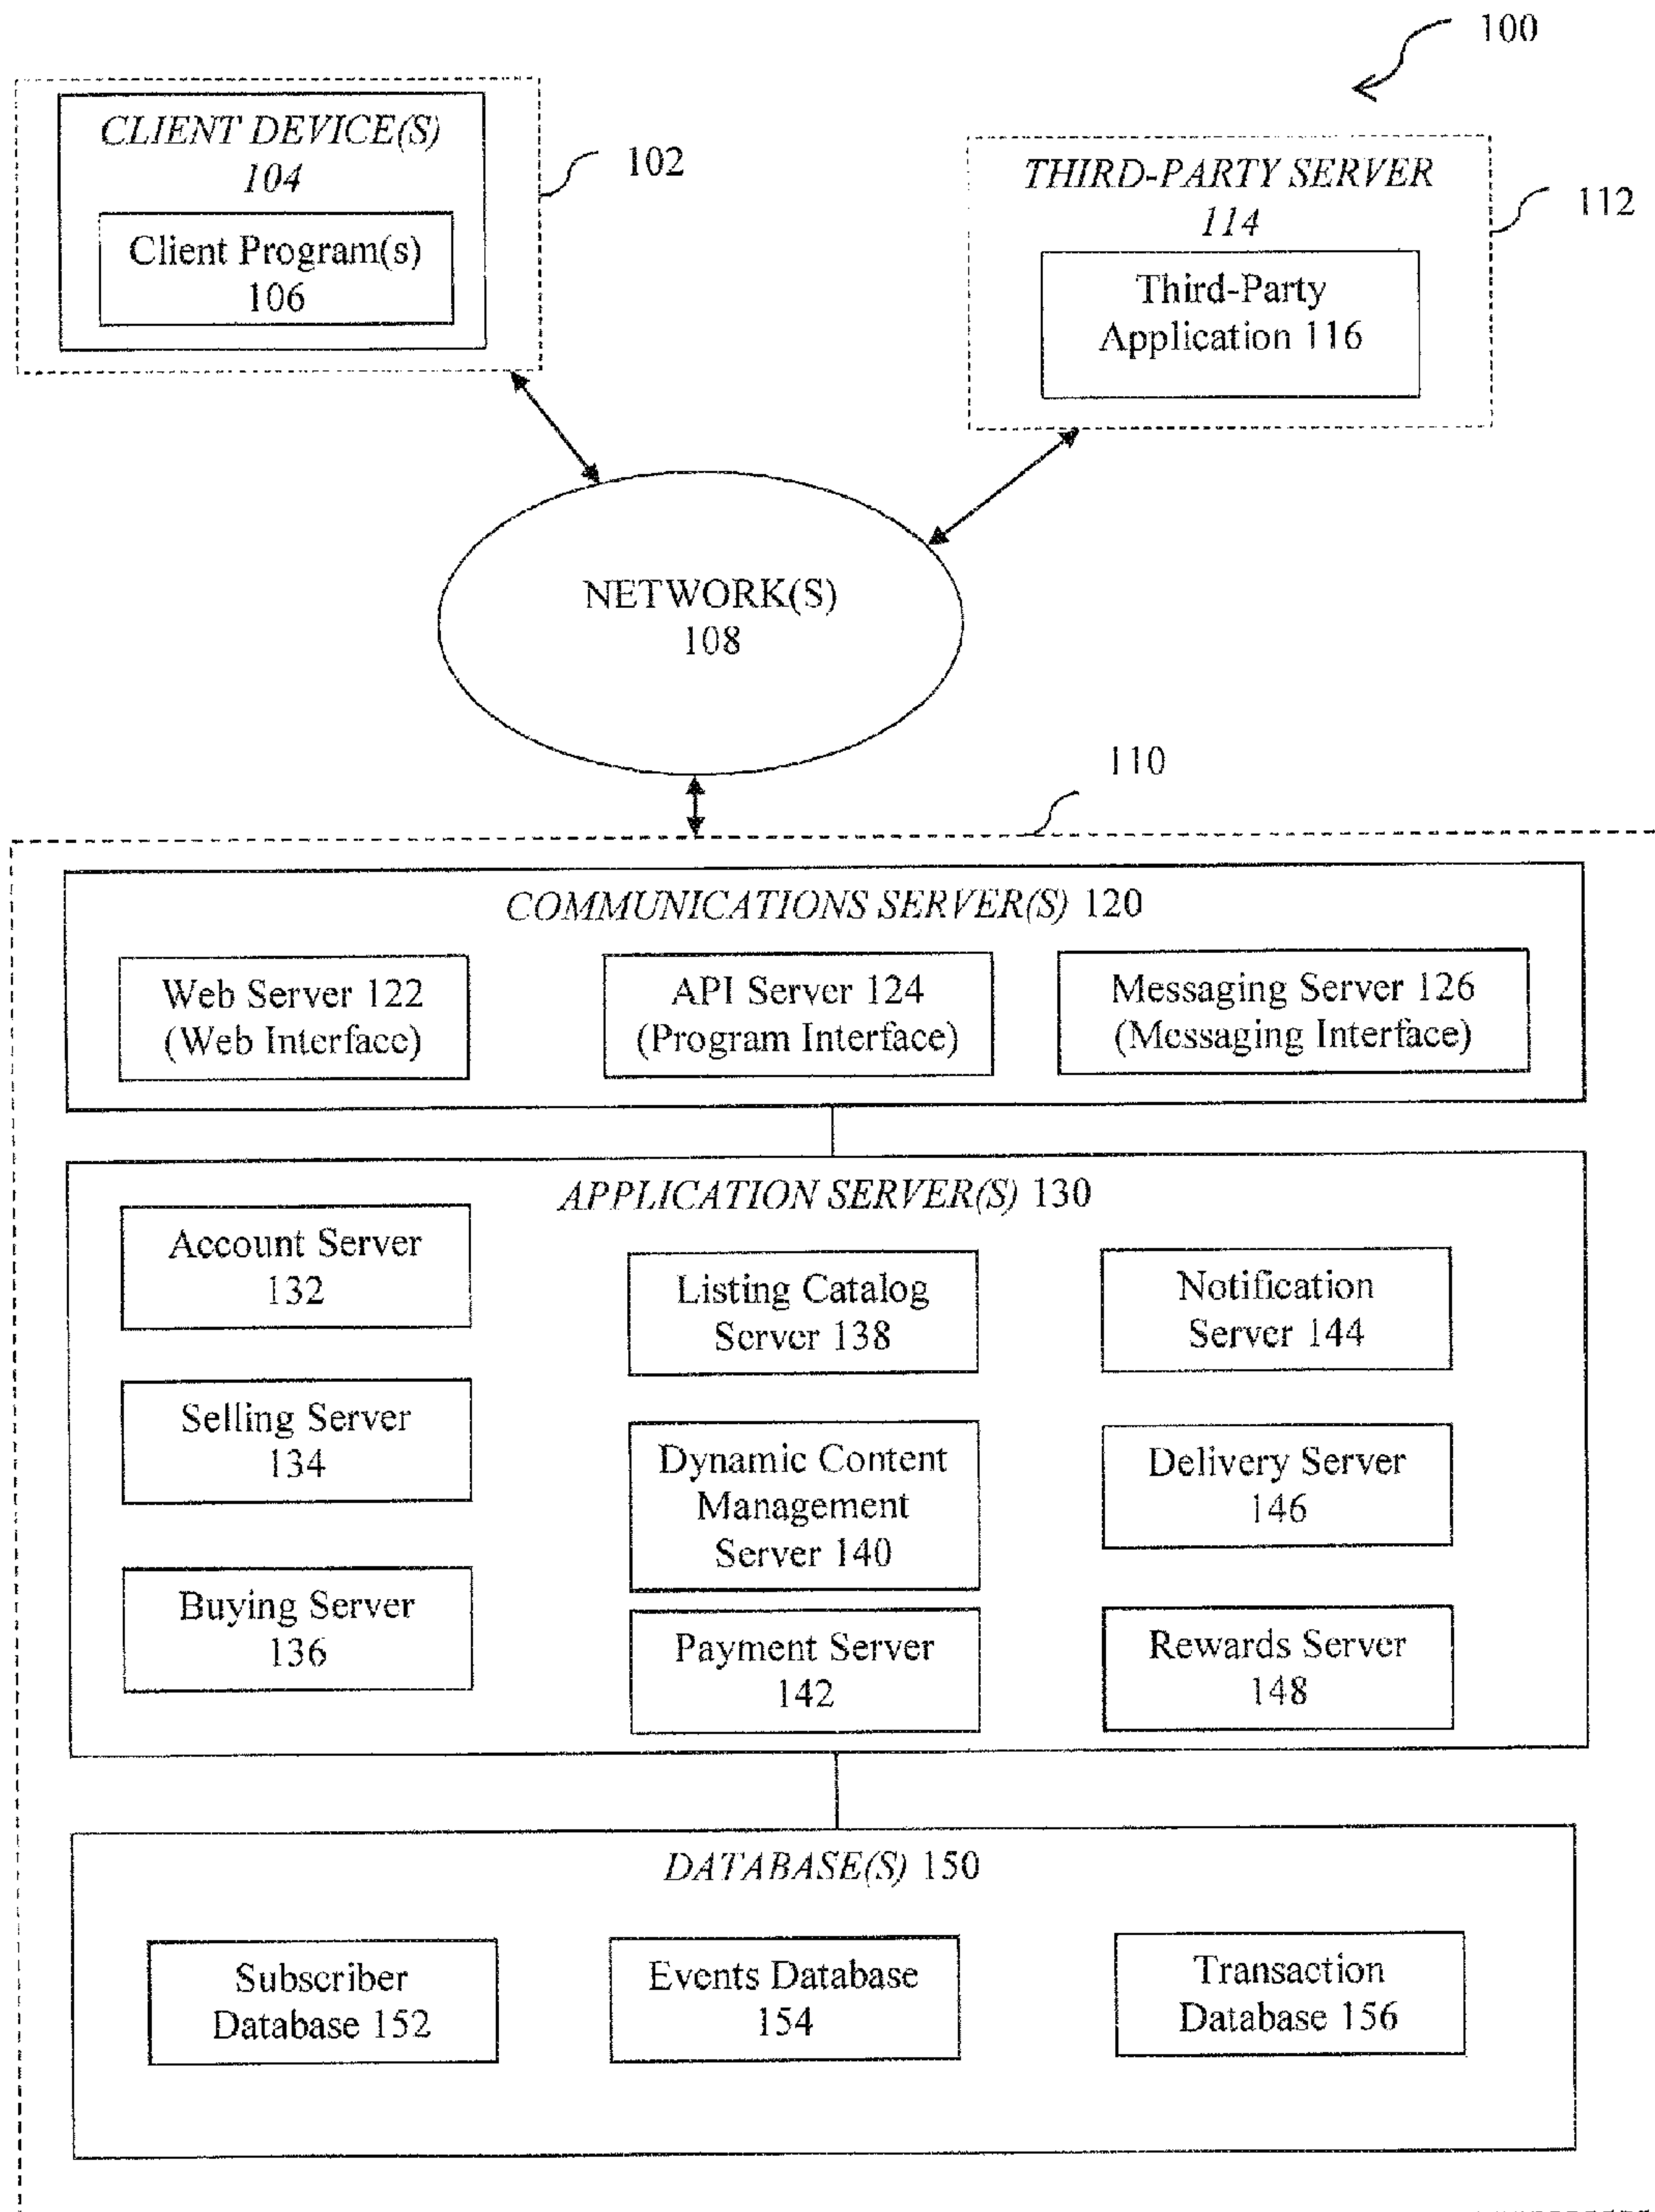 100
CLIENT DEVICE(S)
104
Client Program(s)
106
102
THIRD-PARTY SERVER
114
Third-Party
Application 116
112
NETWORK(S)
108
110
COMMUNICATIONS SERVER(S) 120
Web Server 122
(Web Interface)
API Server 124
(Program Interface)
Messaging Server 126
(Messaging Interface)
APPLICATION SERVER(S) 130
Account Server
132
Selling Server
134
Buying Server
136
Listing Catalog
Server 138
Dynamic Content
Management
Server 140
Payment Server
142
Notification
Server 144
Delivery Server
146
Rewards Server
148
DATABASE(S) 150
Subscriber
Database 152
Events Database
154
Transaction
Database 156